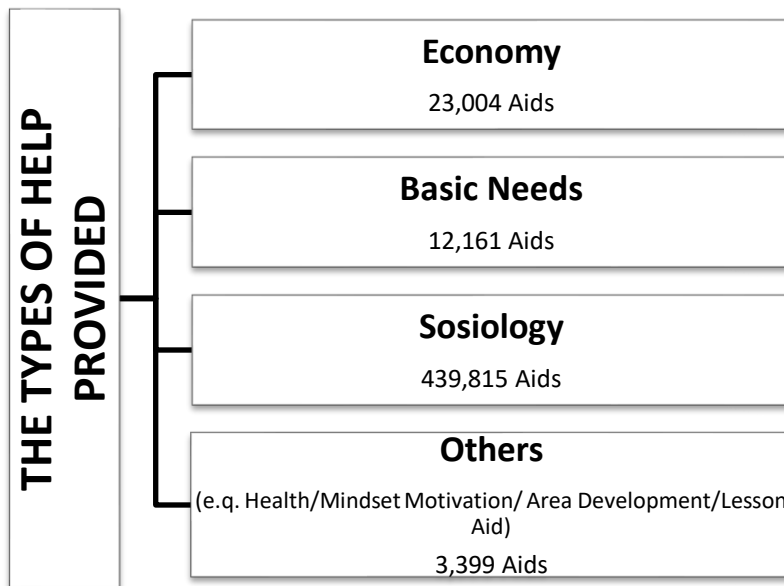 THE TYPES OF HELP
PROVIDED
Economy
23,004 Aids
Basic Needs
12,161 Aids
Sosiology
439,815 Aids
Others
(e.q. Health/Mindset Motivation/ Area Development/Lesson
Aid)
3,399 Aids